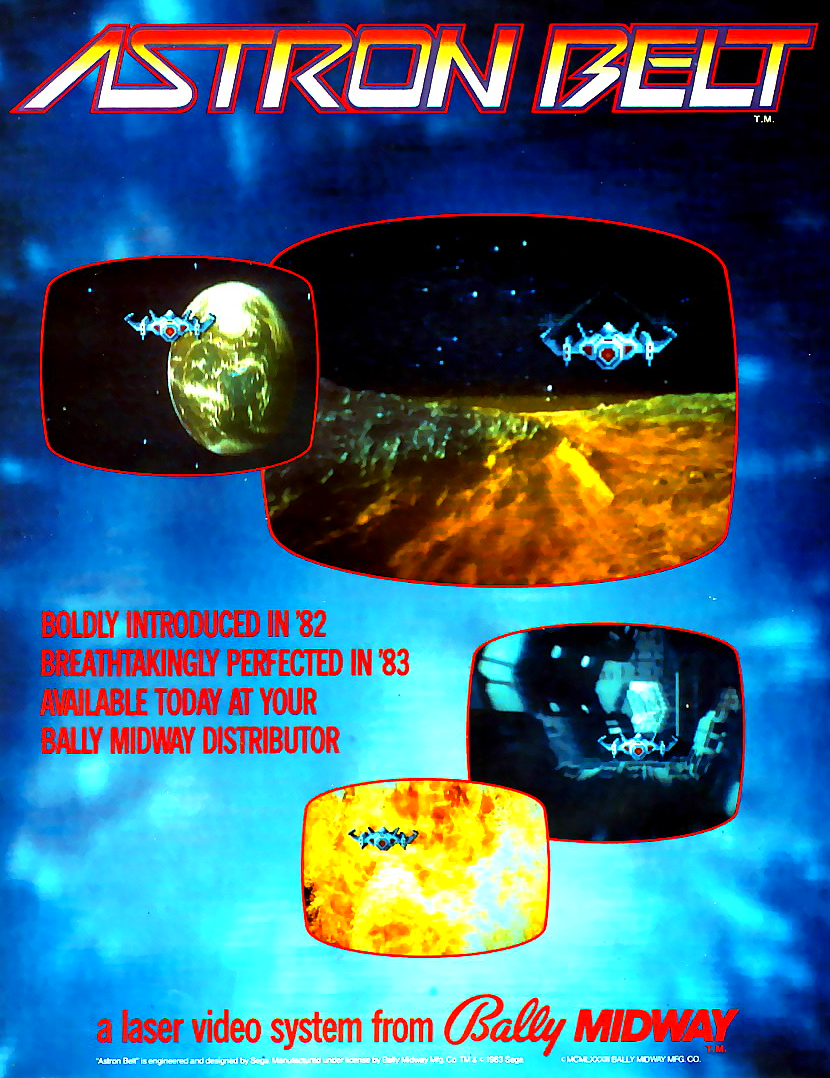 ASTRON BELT
T.M.
BOLDLY INTRODUCED IN '82
BREATHTAKINGLY PERFECTED IN '83
AVAILABLE TODAY AT YOUR
BALLY MIDWAY DISTRIBUTOR
a laser video system from Bally MIDWAY
T.M.
"Astron Belt" is engineered and designed by Sega. Manufactured under license by Bally Midway Mfg. Co. TM & © 1983 Sega © MCMLXXXIII BALLY MIDWAY MFG. CO.